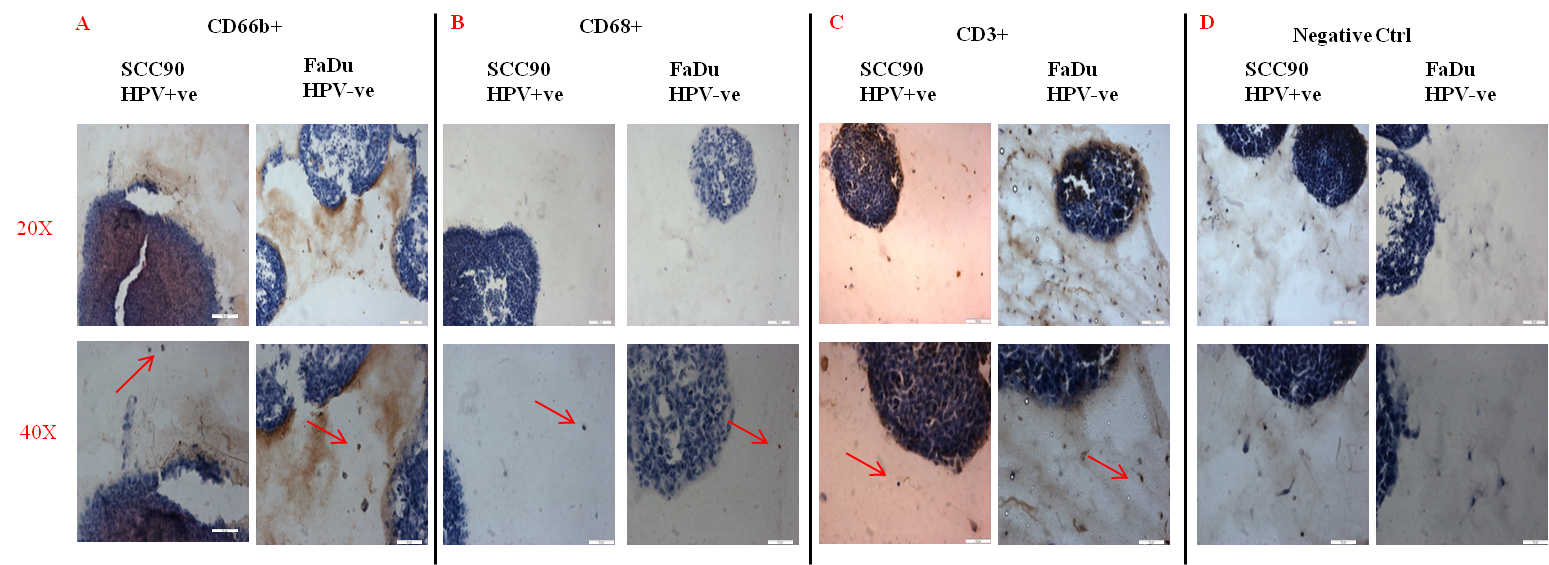 A
CD66b+
B
CD68+
C
CD3+
D
Negative Ctrl
SCC90
HPV+ve
FaDu
HPV-ve
SCC90
HPV+ve
FaDu
HPV-ve
SCC90
HPV+ve
FaDu
HPV-ve
SCC90
HPV+ve
FaDu
HPV-ve
20X
40X